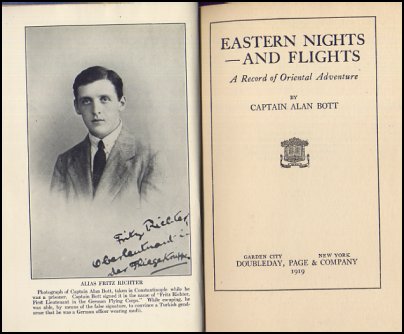 Fritz Richter,
Oberleutnant in
der Fliegertruppe
ALIAS FRITZ RICHTER
Photograph of Captain Alan Bott, taken in Constantinople while he
was a prisoner. Captain Bott signed it in the name of "Fritz Richter,
First Lieutenant in the German Flying Corps." While escaping, he
was able, by means of the false signature, to convince a Turkish gend-
arme that he was a German officer wearing mufti.
EASTERN NIGHTS
—AND FLIGHTS
A Record of Oriental Adventure
BY
CAPTAIN ALAN BOTT
GARDEN CITY NEW YORK
DOUBLEDAY, PAGE & COMPANY
1919